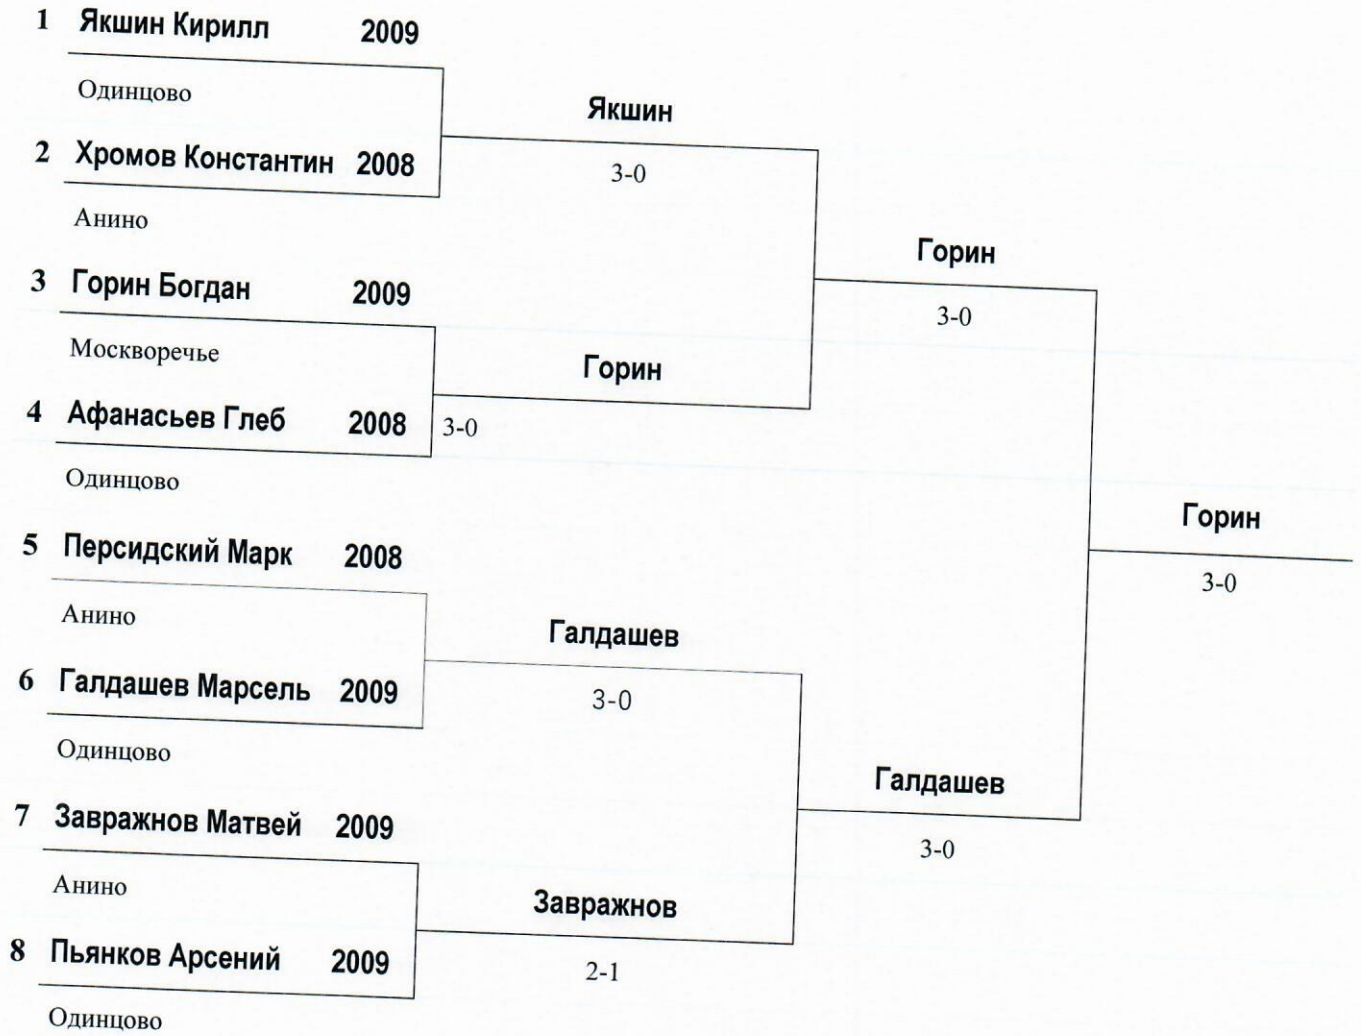 1 Якшин Кирилл 2009
Одинцово
Якшин
2 Хромов Константин 2008
3-0
Анино
Горин
3 Горин Богдан 2009
3-0
Москворечье
Горин
4 Афанасьев Глеб 2008
3-0
Одинцово
Горин
5 Персидский Марк 2008
3-0
Анино
Галдашев
6 Галдашев Марсель 2009
3-0
Одинцово
Галдашев
7 Завражнов Матвей 2009
3-0
Анино
Завражнов
8 Пьянков Арсений 2009
2-1
Одинцово